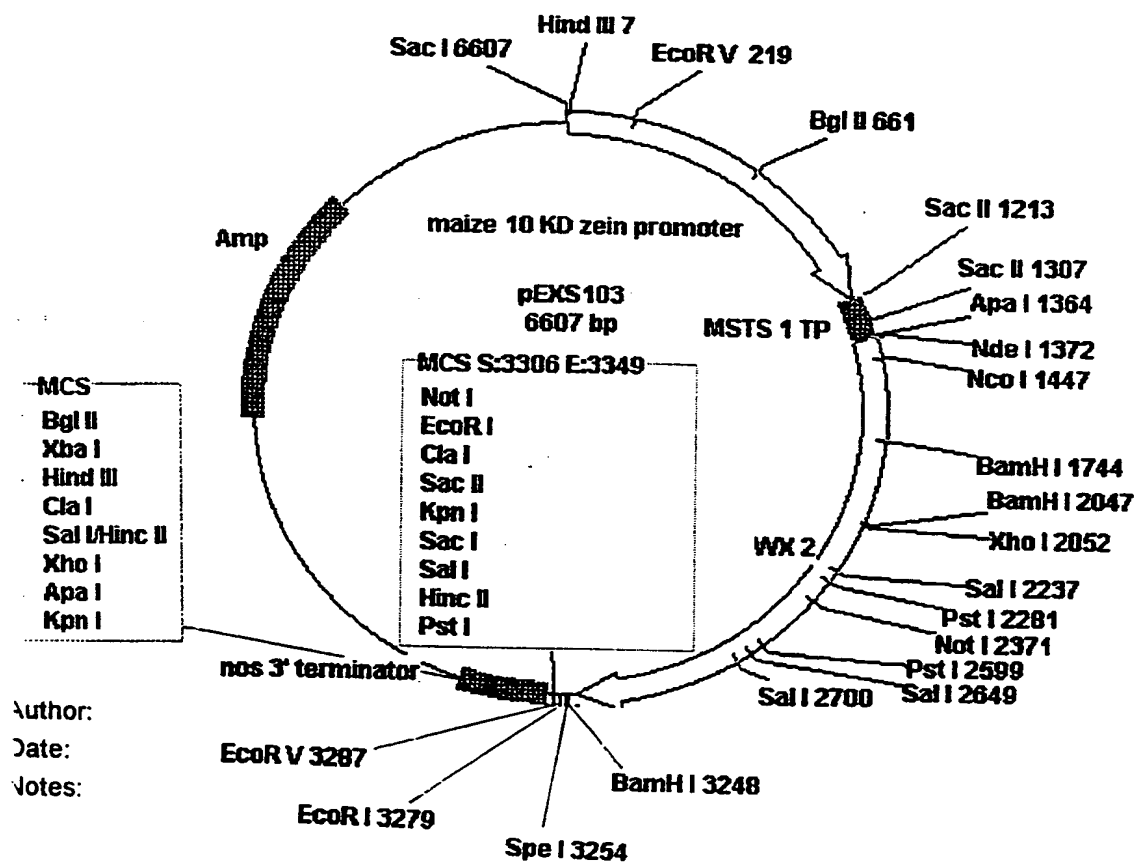 Hind III 7
Sac I 6607
EcoR V 219
Bgl II 661
Sac II 1213
Amp
maize 10 KD zein promoter
Sac II 1307
pEXS103
Apa I 1364
6607 bp
MSTS 1 TP
Nde I 1372
MCS S:3306 E:3349
Nco I 1447
MCS
Bgl II
Xba I
Hind III
Cla I
Sal I/Hinc II
Xho I
Apa I
Kpn I
Not I
EcoR I
Cla I
Sac II
Kpn I
Sac I
Sal I
Hinc II
Pst I
BamH I 1744
BamH I 2047
Xho I 2052
WX 2
Sal I 2237
Pst I 2281
Not I 2371
Pst I 2599
Sal I 2649
Sal I 2700
nos 3' terminator
Author:
Date:
Notes:
EcoR V 3287
BamH I 3248
EcoR I 3279
Spe I 3254